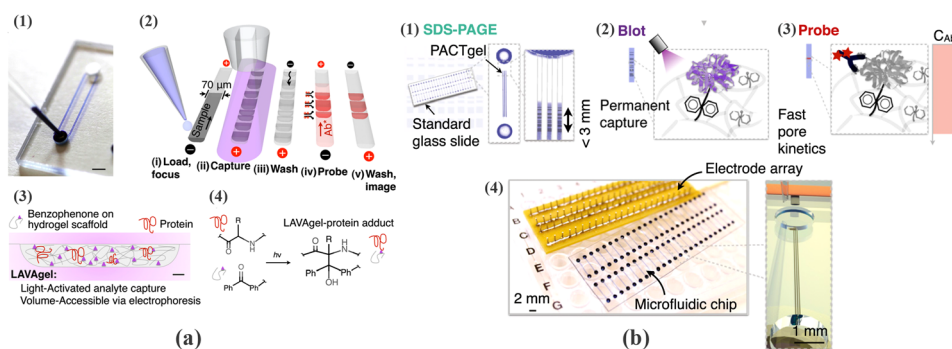 (1)
(2)
70 μm
Sample
Ab*
(i) Load, focus
(ii) Capture
(iii) Wash
(iv) Probe
(v) Wash, image
(3)
Benzophenone on hydrogel scaffold
Protein
LAVAgel:
Light-Activated analyte capture
Volume-Accessible via electrophoresis
(4)
R
O
N
H
hν
O
Ph
Ph
LAVAgel-protein adduct
O
R
H
N
Ph
Ph
OH
(a)
(1) SDS-PAGE
PACTgel
Standard glass slide
< 3 mm
(2) Blot
Permanent capture
(3) Probe
Fast pore kinetics
(4)
Electrode array
A
B
C
D
E
F
G
2 mm
Microfluidic chip
1 mm
(b)